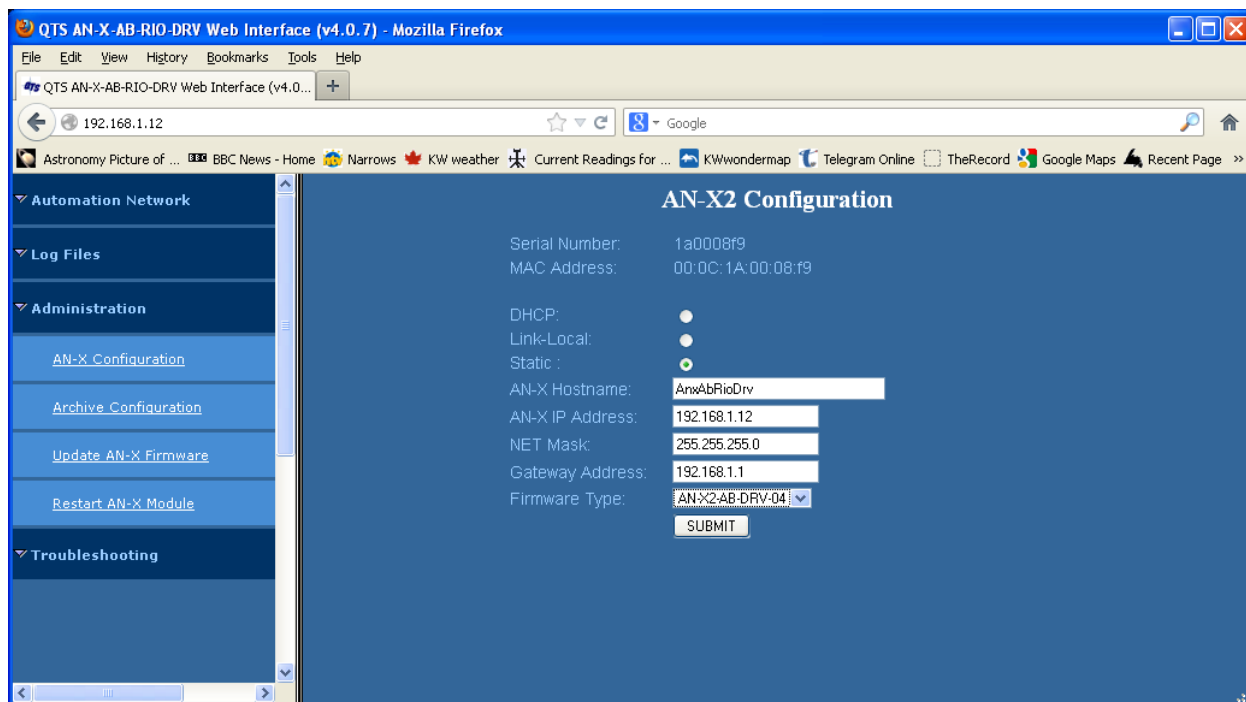 QTS AN-X-AB-RIO-DRV Web Interface (v4.0.7) - Mozilla Firefox
File Edit View History Bookmarks Tools Help
QTS AN-X-AB-RIO-DRV Web Interface (v4.0... +
192.168.1.12 Google
Astronomy Picture of ... BBC News - Home Narrows KW weather Current Readings for ... KWwondermap Telegram Online TheRecord Google Maps Recent Page »
Automation Network
Log Files
Administration
AN-X Configuration
Archive Configuration
Update AN-X Firmware
Restart AN-X Module
Troubleshooting
AN-X2 Configuration
Serial Number: 1a0008f9
MAC Address: 00:0C:1A:00:08:f9
DHCP:
Link-Local:
Static :
AN-X Hostname: AnxAbRioDrv
AN-X IP Address: 192.168.1.12
NET Mask: 255.255.255.0
Gateway Address: 192.168.1.1
Firmware Type: AN-X2-AB-DRV-04
SUBMIT